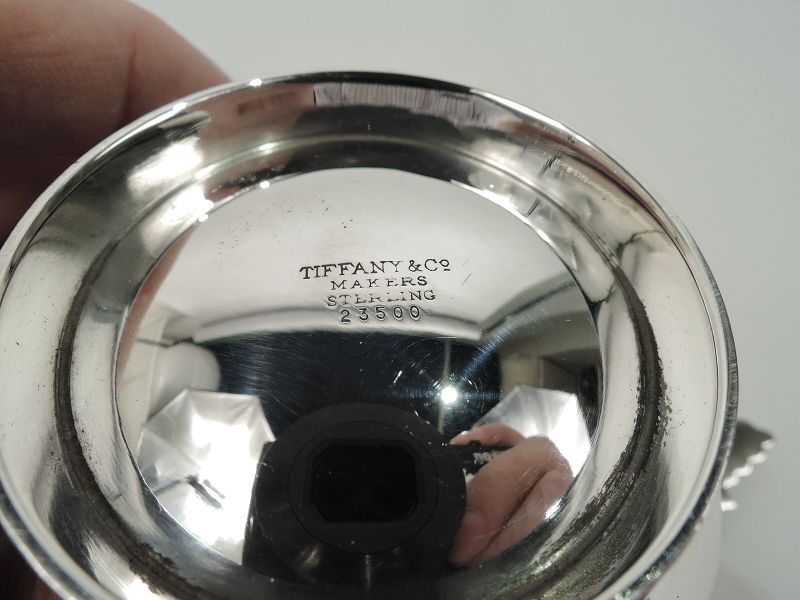 TIFFANY & Co
MAKERS
STERLING
23500